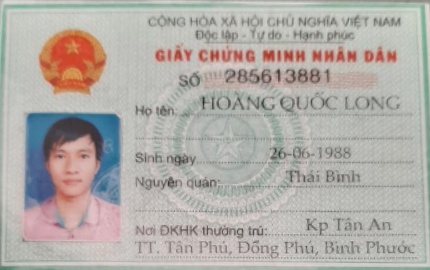 CỘNG HÒA XÃ HỘI CHỦ NGHĨA VIỆT NAM
Độc lập - Tự do - Hạnh phúc
GIẤY CHỨNG MINH NHÂN DÂN
SỐ 285613881
Họ tên: HOÀNG QUỐC LONG
Sinh ngày 26-06-1988
Nguyên quán: Thái Bình
Nơi ĐKHK thường trú: Kp Tân An
TT, Tân Phú, Đồng Phú, Bình Phước